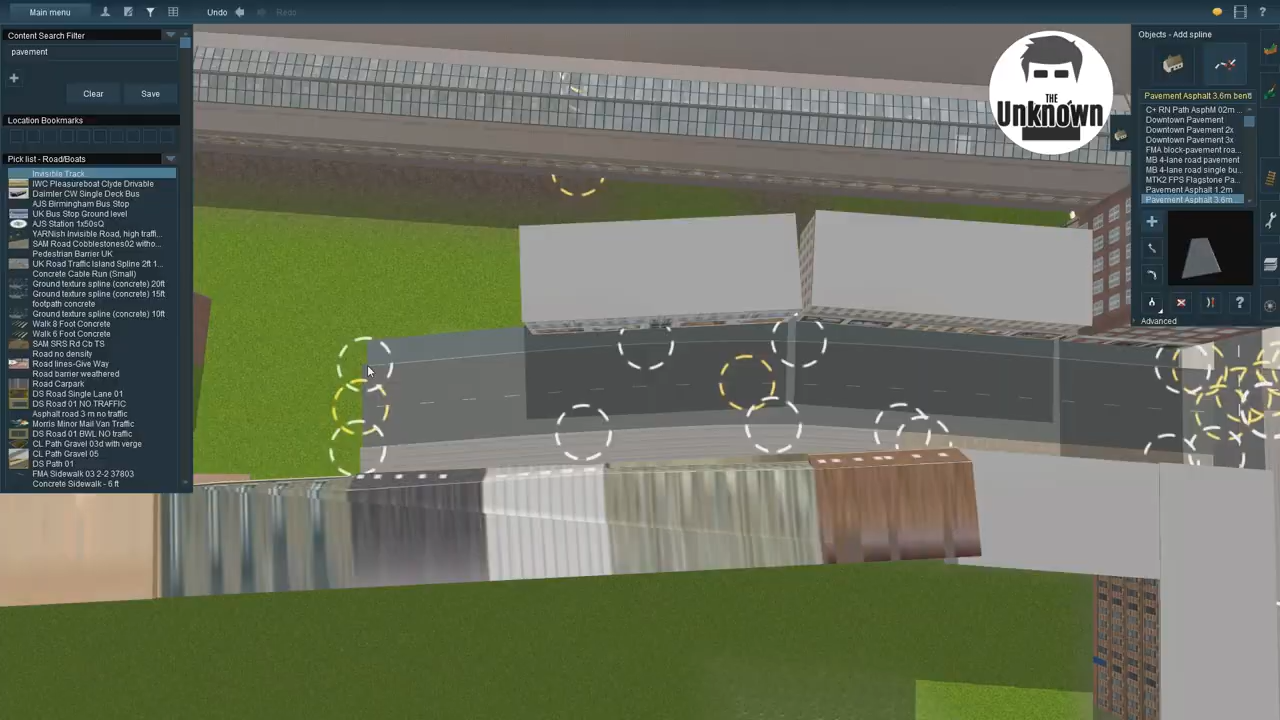 Main menu
Undo
Redo
Content Search Filter
pavement
Clear
Save
Location Bookmarks
Pick list - Road/Boats
Invisible Track
IWC Pleasureboat Clyde Drivable
Daimler CW Single Deck Bus
AJS Birmingham Bus Stop
UK Bus Stop Ground level
AJS Station 1x50sQ
YARNish Invisible Road, high traffi...
SAM Road Cobblestones02 witho...
Pedestrian Barrier UK
UK Road Traffic Island Spline 2ft 1...
Concrete Cable Run (Small)
Ground texture spline (concrete) 20ft
Ground texture spline (concrete) 15ft
footpath concrete
Ground texture spline (concrete) 10ft
Walk 8 Foot Concrete
Walk 6 Foot Concrete
SAM SRS Rd Cb TS
Road no density
Road lines-Give Way
Road barrier weathered
Road Carpark
DS Road Single Lane 01
DS Road 01 NO TRAFFIC
Asphalt road 3 m no traffic
Morris Minor Mail Van Traffic
DS Road 01 BWL NO traffic
CL Path Gravel 03d with verge
CL Path Gravel 05
DS Path 01
FMA Sidewalk 03 2-2 37803
Concrete Sidewalk - 6 ft
THE
Unknown
Objects - Add spline
Pavement Asphalt 3.6m bent
C+ RN Path AsphM 02m ...
Downtown Pavement
Downtown Pavement 2x
Downtown Pavement 3x
FMA block-pavement roa...
MB 4-lane road pavement
MB 4-lane road single bu...
MTK2 FPS Flagstone Pa...
Pavement Asphalt 1.2m
Pavement Asphalt 3.6m ...
Advanced